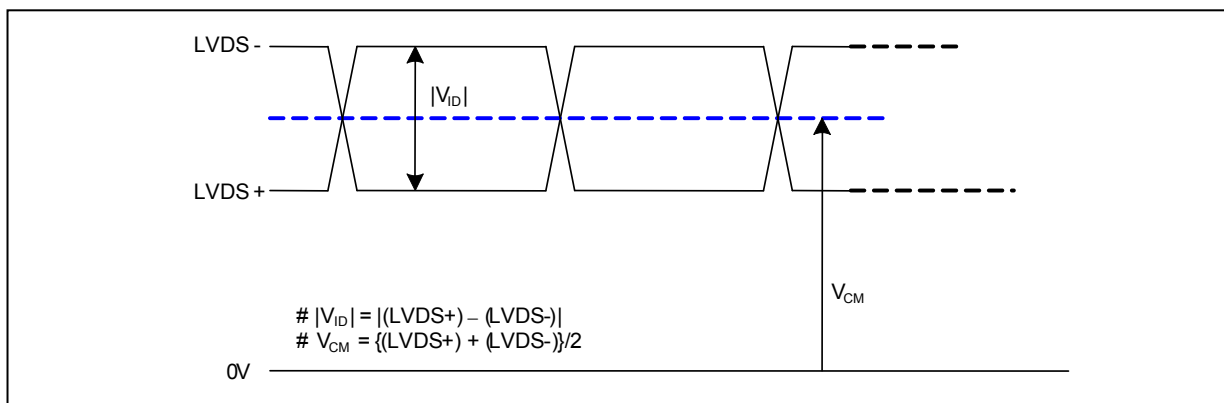 LVDS -
|VID|
LVDS +
VCM
# |VID| = |(LVDS+) – (LVDS-)|
# VCM = {(LVDS+) + (LVDS-)}/2
0V